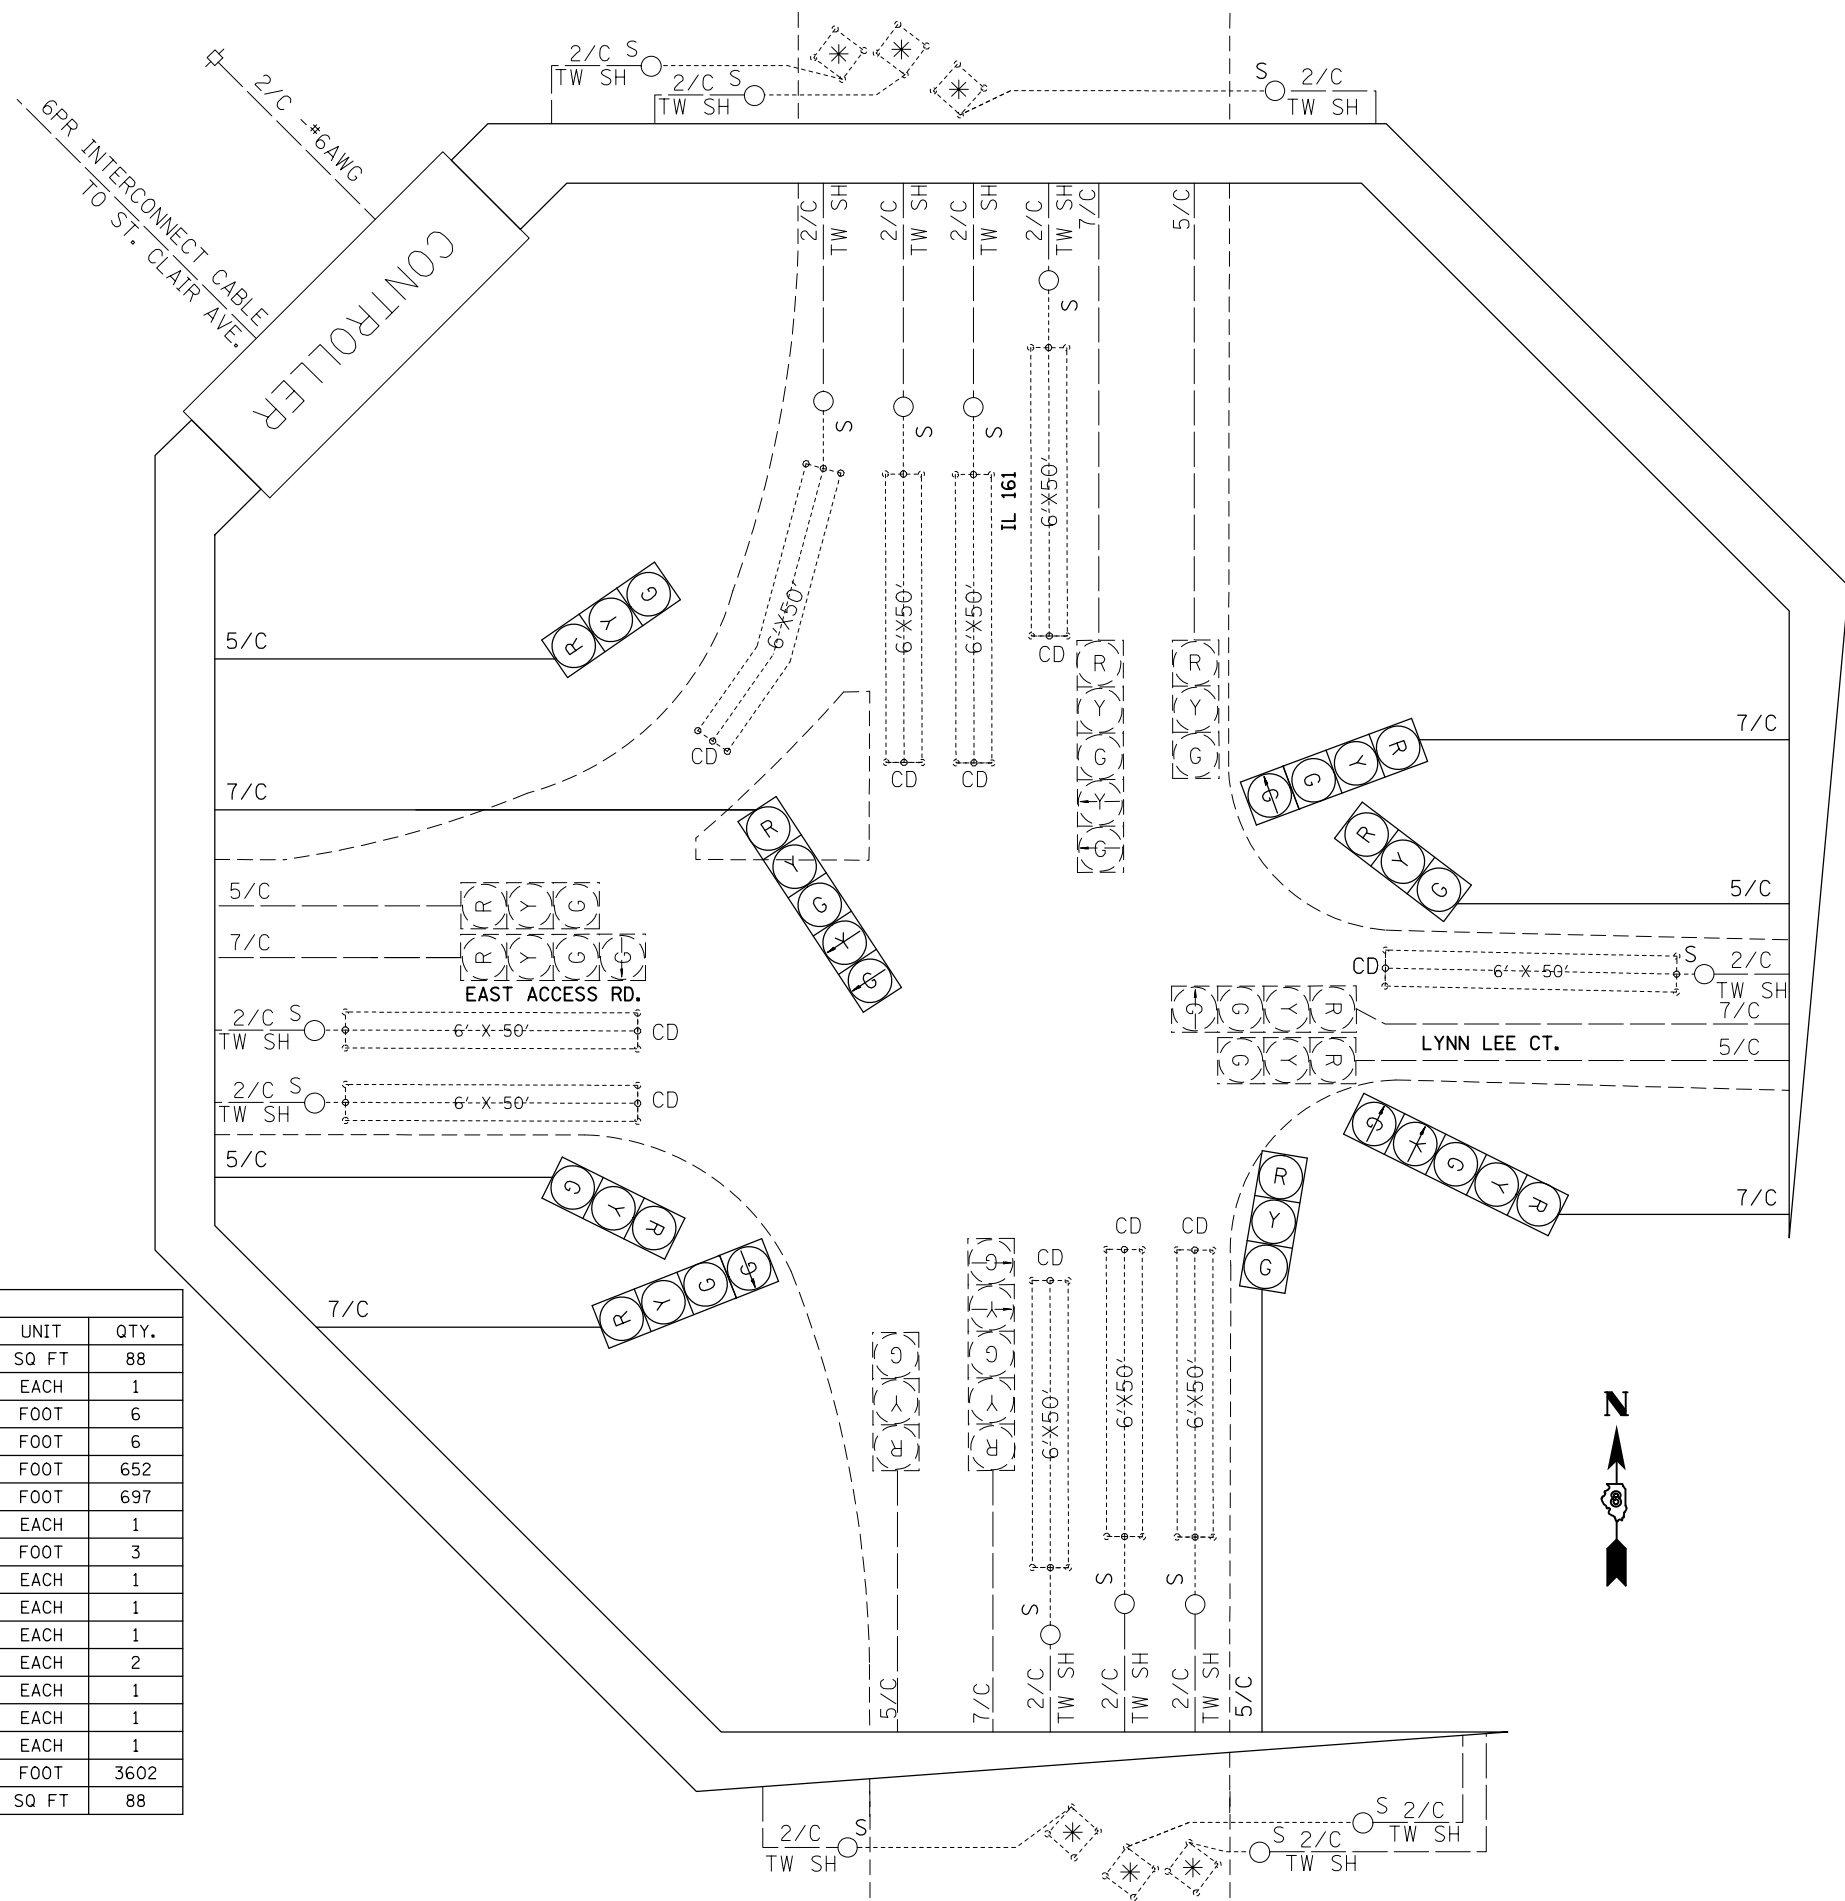 2/C S
TW SH
2/C S
TW SH
S 2/C
TW SH
2/C -#6AWG
6PR INTERCONNECT CABLE
TO ST. CLAIR AVE.
CONTROLLER
2/C
TW SH
2/C
TW SH
2/C
TW SH
2/C
TW SH
7/C
5/C
S
S
S
S
6'X50'
6'X50'
6'X50'
6'X50'
IL 161
CD
CD
CD
CD
5/C
R Y G
7/C
R
Y
G
Y
G
R
Y
G
Y
G
R
Y
G
R Y G G
7/C
R Y G
5/C
5/C
R Y G
7/C
R Y G G
EAST ACCESS RD.
2/C S
TW SH
6' X 50'
CD
2/C S
TW SH
6' X 50'
CD
CD
6' X 50'
S 2/C
TW SH
G G Y R
7/C
LYNN LEE CT.
G Y R
5/C
5/C
G Y R
7/C
R Y G G
G Y G Y R
7/C
R
Y
G
5/C
G
Y
R
5/C
G
Y
G
Y
R
7/C
CD
CD
CD
6'X50'
6'X50'
6'X50'
S
S
S
2/C
TW SH
2/C
TW SH
2/C
TW SH
N
8
UNIT QTY.
SQ FT 88
EACH 1
FOOT 6
FOOT 6
FOOT 652
FOOT 697
EACH 1
FOOT 3
EACH 1
EACH 1
EACH 1
EACH 2
EACH 1
EACH 1
EACH 1
FOOT 3602
SQ FT 88
2/C S
TW SH
S 2/C
TW SH
S 2/C
TW SH